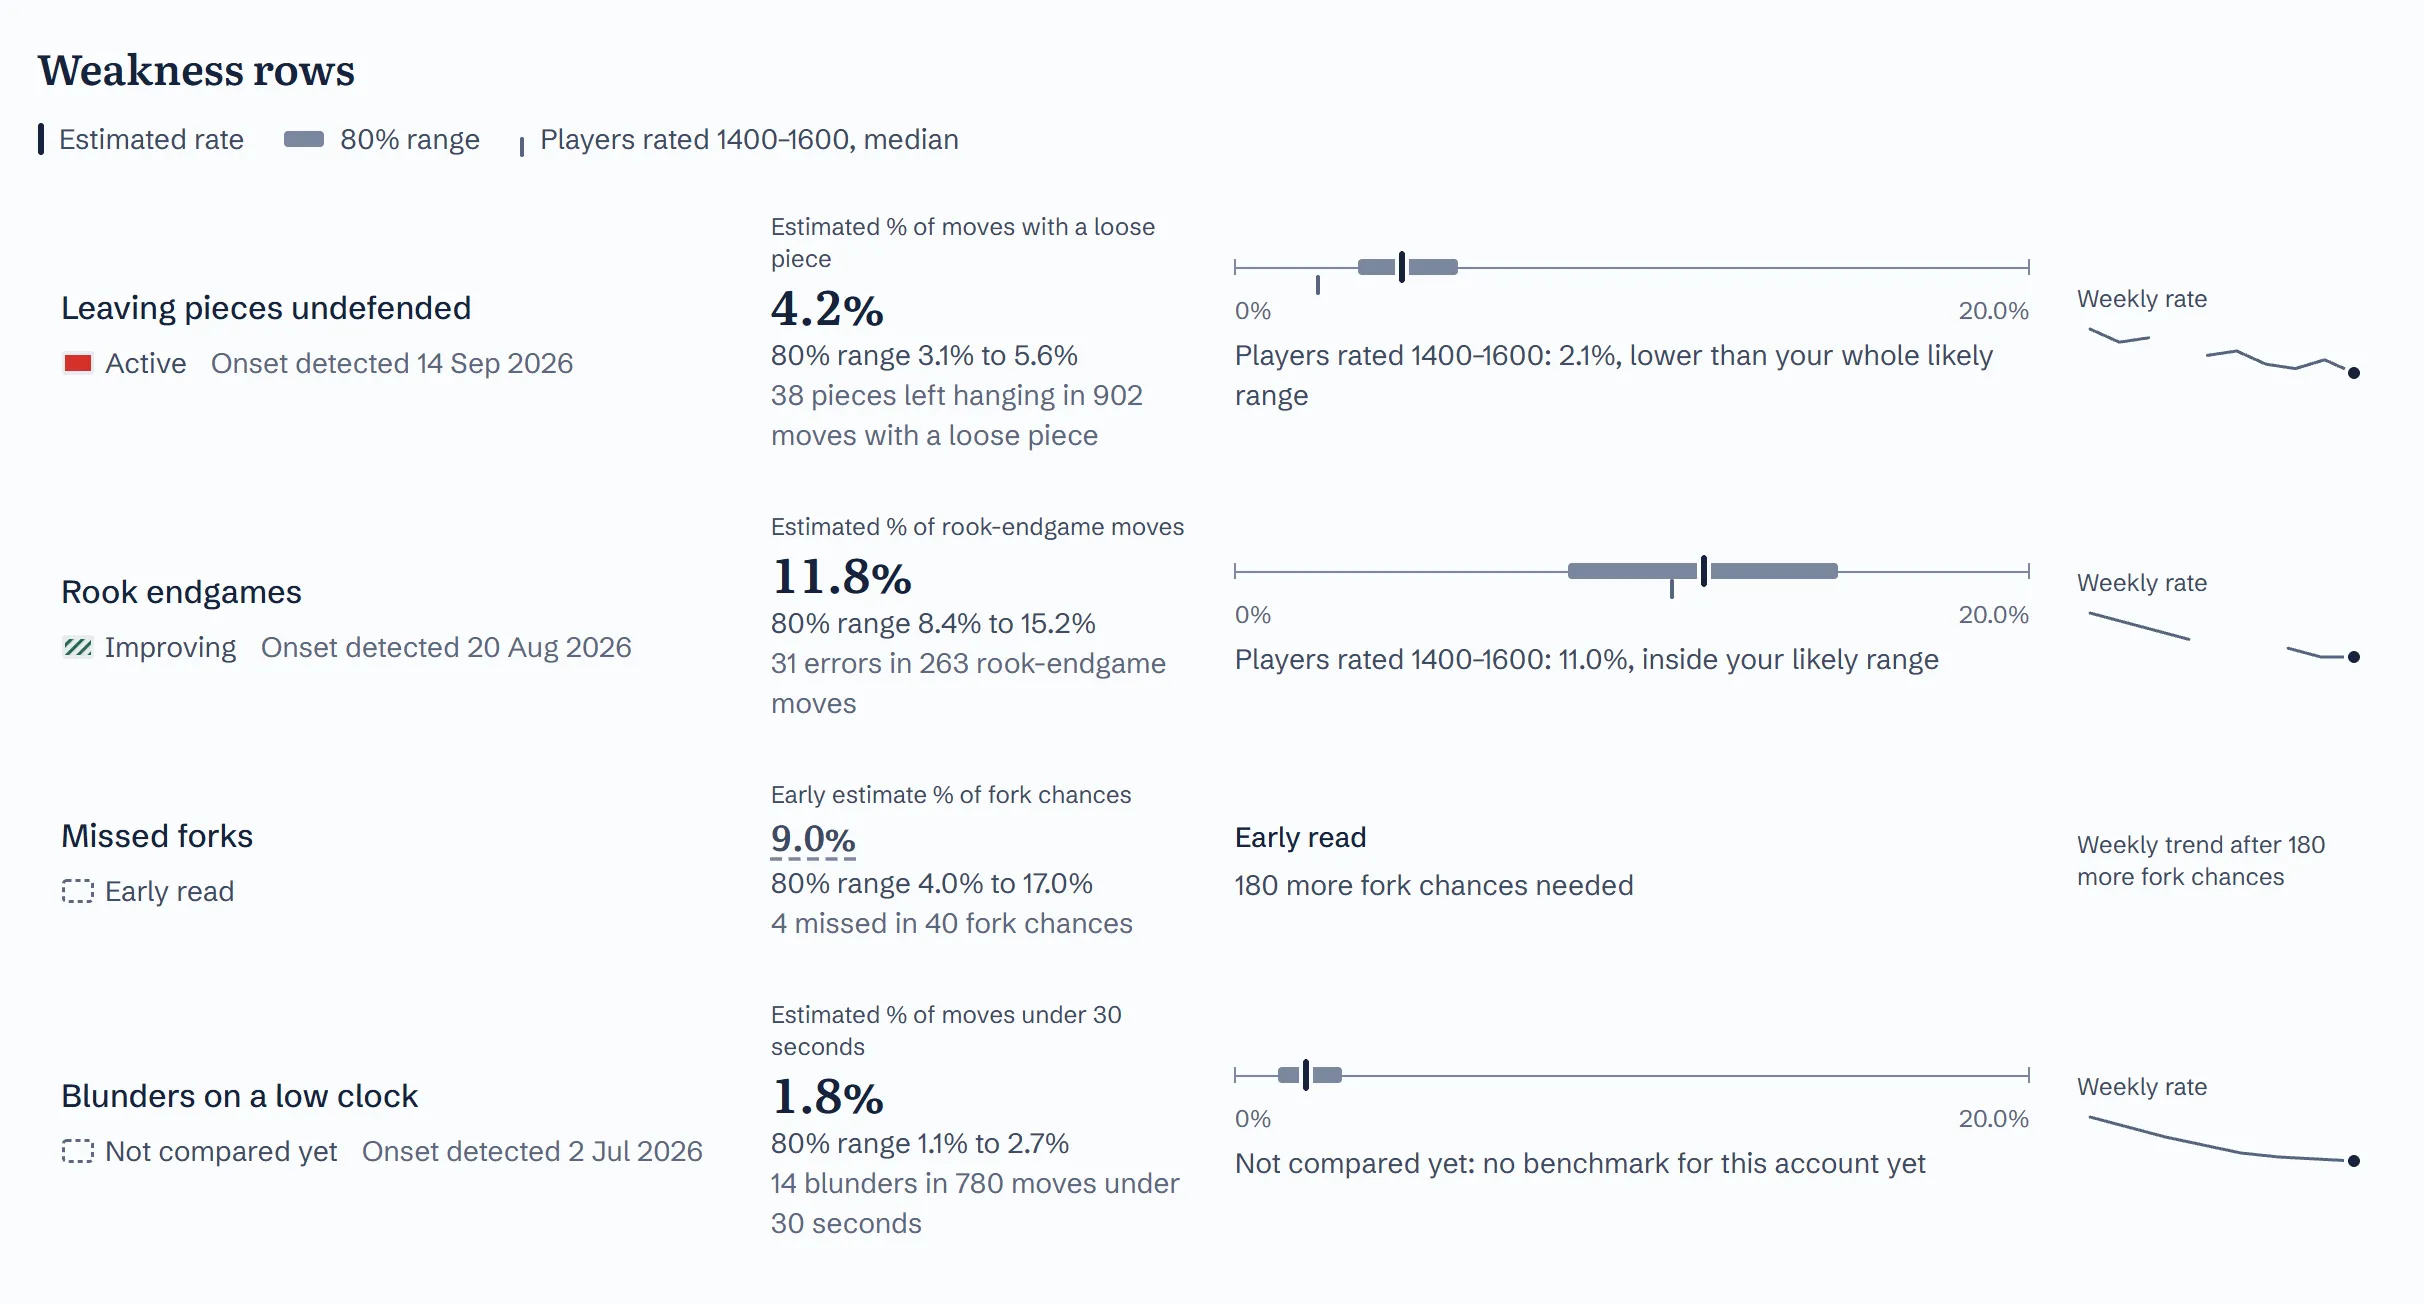 Weakness rows
Estimated rate
80% range
Players rated 1400–1600, median
Leaving pieces undefended
Active
Onset detected 14 Sep 2026
Estimated % of moves with a loose
piece
4.2%
80% range 3.1% to 5.6%
38 pieces left hanging in 902
moves with a loose piece
0%
20.0%
Players rated 1400–1600: 2.1%, lower than your whole likely
range
Weekly rate
Rook endgames
Improving
Onset detected 20 Aug 2026
Estimated % of rook-endgame moves
11.8%
80% range 8.4% to 15.2%
31 errors in 263 rook-endgame
moves
0%
20.0%
Players rated 1400–1600: 11.0%, inside your likely range
Weekly rate
Missed forks
Early read
Early estimate % of fork chances
9.0%
80% range 4.0% to 17.0%
4 missed in 40 fork chances
Early read
180 more fork chances needed
Weekly trend after 180
more fork chances
Blunders on a low clock
Not compared yet
Onset detected 2 Jul 2026
Estimated % of moves under 30
seconds
1.8%
80% range 1.1% to 2.7%
14 blunders in 780 moves under
30 seconds
0%
20.0%
Not compared yet: no benchmark for this account yet
Weekly rate